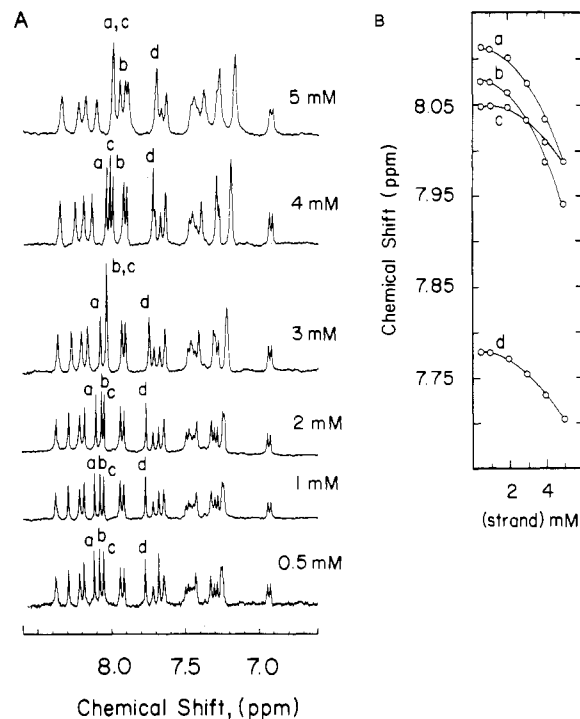 A
a,c
b
d
5 mM
c
a
b
d
4 mM
b,c
a
d
3 mM
a
b
c
d
2 mM
a
b
c
d
1 mM
a
b
c
d
0.5 mM
8.0
7.5
7.0
Chemical Shift, (ppm)
B
a
b
c
d
8.05
7.95
7.85
7.75
Chemical Shift (ppm)
2
4
(strand) mM